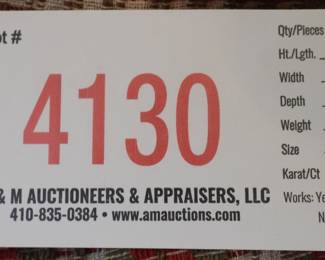 ot #
4130
& M AUCTIONEERS & APPRAISERS, LLC
410-835-0384 • www.amauctions.com
Qty/Pieces
Ht./Lgth.
Width
Depth
Weight
Size
Karat/Ct
Works: Ye
N